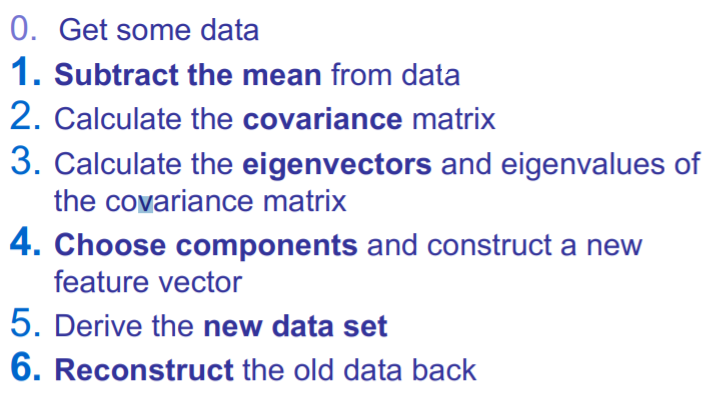 0. Get some data
1. Subtract the mean from data
2. Calculate the covariance matrix
3. Calculate the eigenvectors and eigenvalues of
the covariance matrix
4. Choose components and construct a new
feature vector
5. Derive the new data set
6. Reconstruct the old data back